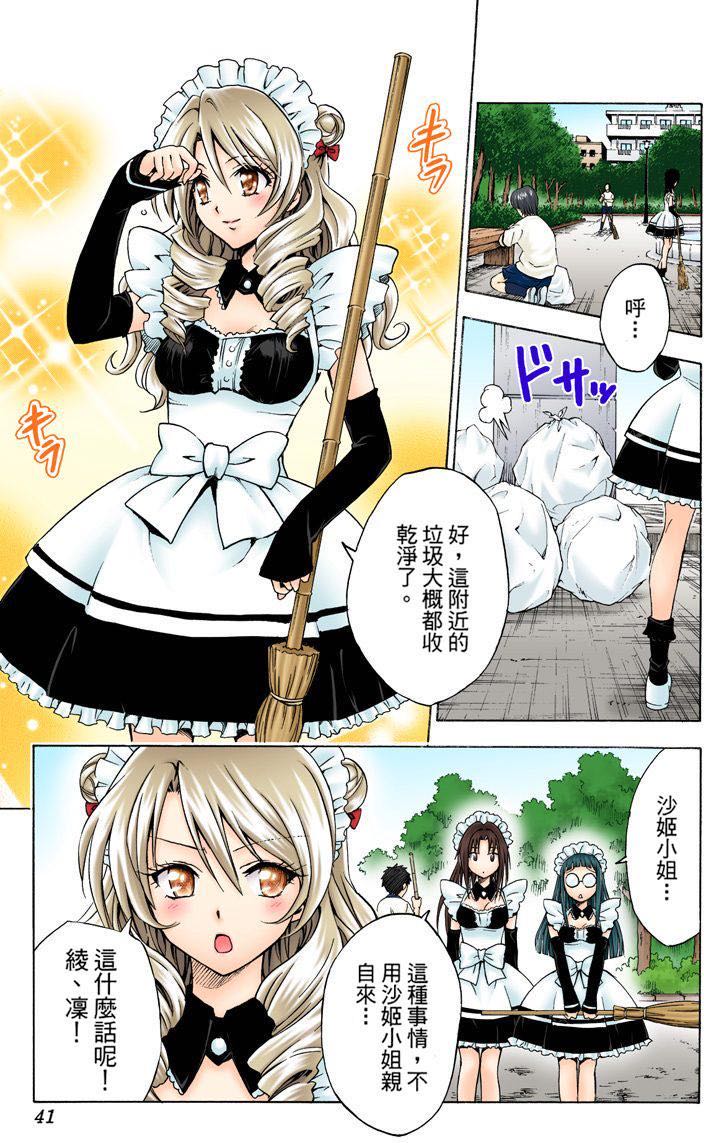 呼…
ドサッ
キラ
キラ
好，這附近的
垃圾大概都收
乾淨了。
沙姬小姐…
這種事情，不
用沙姬小姐親
自來…
這什麼話呢！
綾、凜！
41